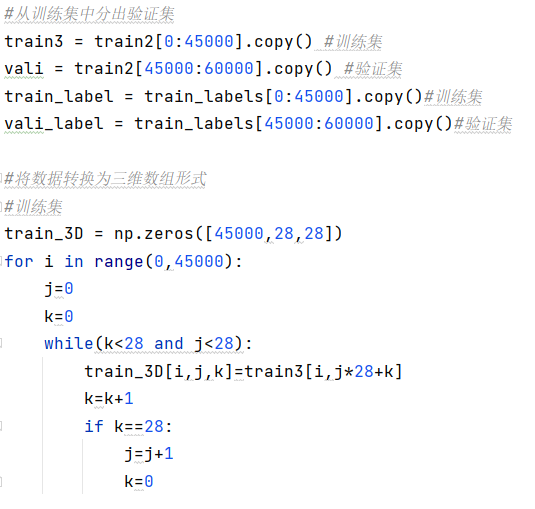 #从训练集中分出验证集
train3 = train2[0:45000].copy() #训练集
vali = train2[45000:60000].copy() #验证集
train_label = train_labels[0:45000].copy()#训练集
vali_label = train_labels[45000:60000].copy()#验证集
#将数据转换为三维数组形式
#训练集
train_3D = np.zeros([45000,28,28])
for i in range(0,45000):
    j=0
    k=0
    while(k<28 and j<28):
        train_3D[i,j,k]=train3[i,j*28+k]
        k=k+1
        if k==28:
            j=j+1
            k=0